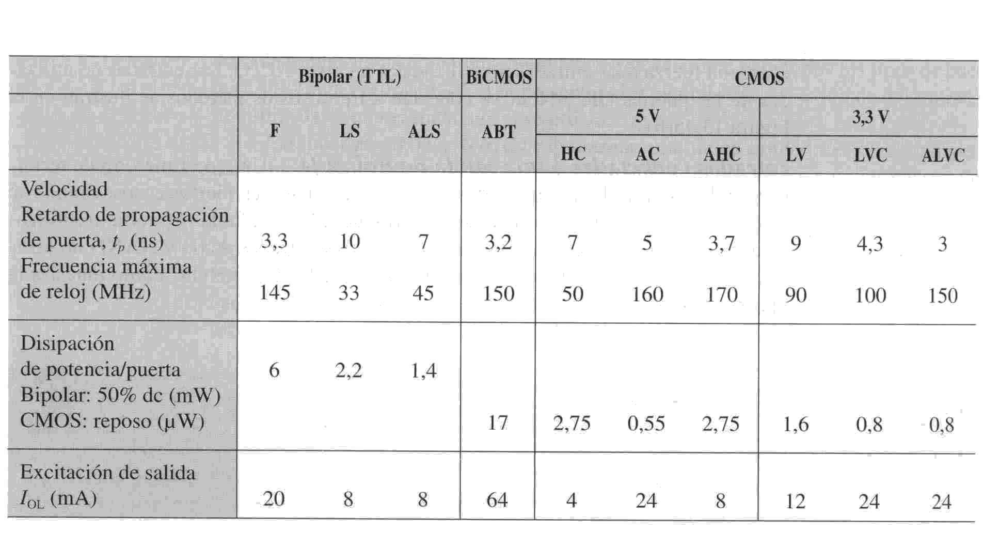 Bipolar (TTL) BiCMOS CMOS
5 V 3,3 V
F LS ALS ABT
HC AC AHC LV LVC ALVC
Velocidad
Retardo de propagación
de puerta, tp (ns) 3,3 10 7 3,2 7 5 3,7 9 4,3 3
Frecuencia máxima
de reloj (MHz) 145 33 45 150 50 160 170 90 100 150
Disipación
de potencia/puerta 6 2,2 1,4
Bipolar: 50% dc (mW)
CMOS: reposo (µW) 17 2,75 0,55 2,75 1,6 0,8 0,8
Excitación de salida
IOL (mA) 20 8 8 64 4 24 8 12 24 24